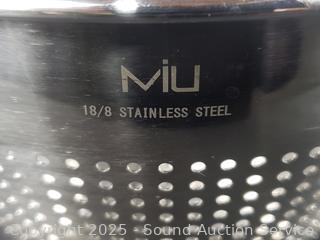 MIU
18/8 STAINLESS STEEL
Copyright 2025 - Sound Auction Service